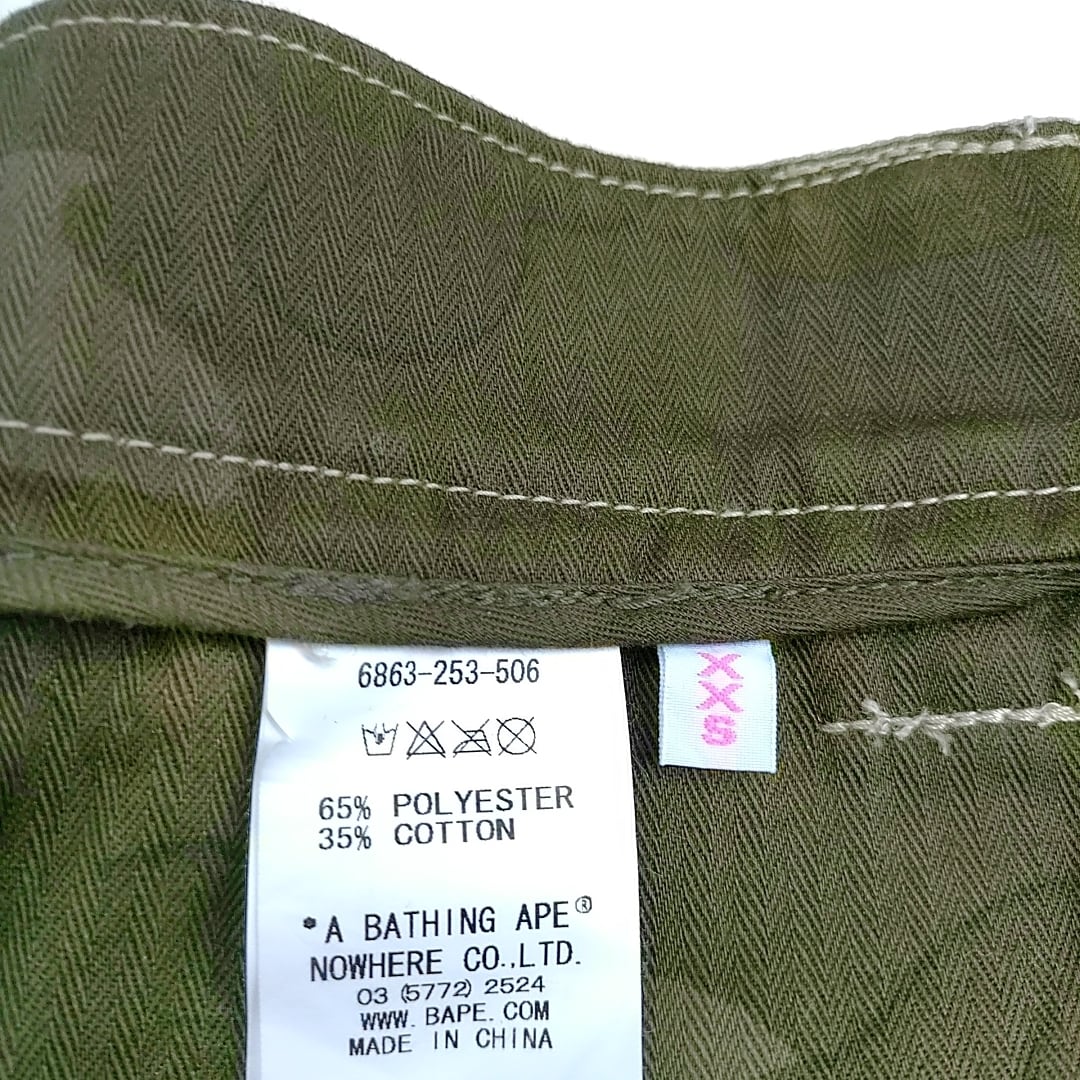 6863-253-506
65% POLYESTER
35% COTTON
*A BATHING APE®
NOWHERE CO.,LTD.
03 (5772) 2524
WWW. BAPE. COM
MADE IN CHINA
XXS